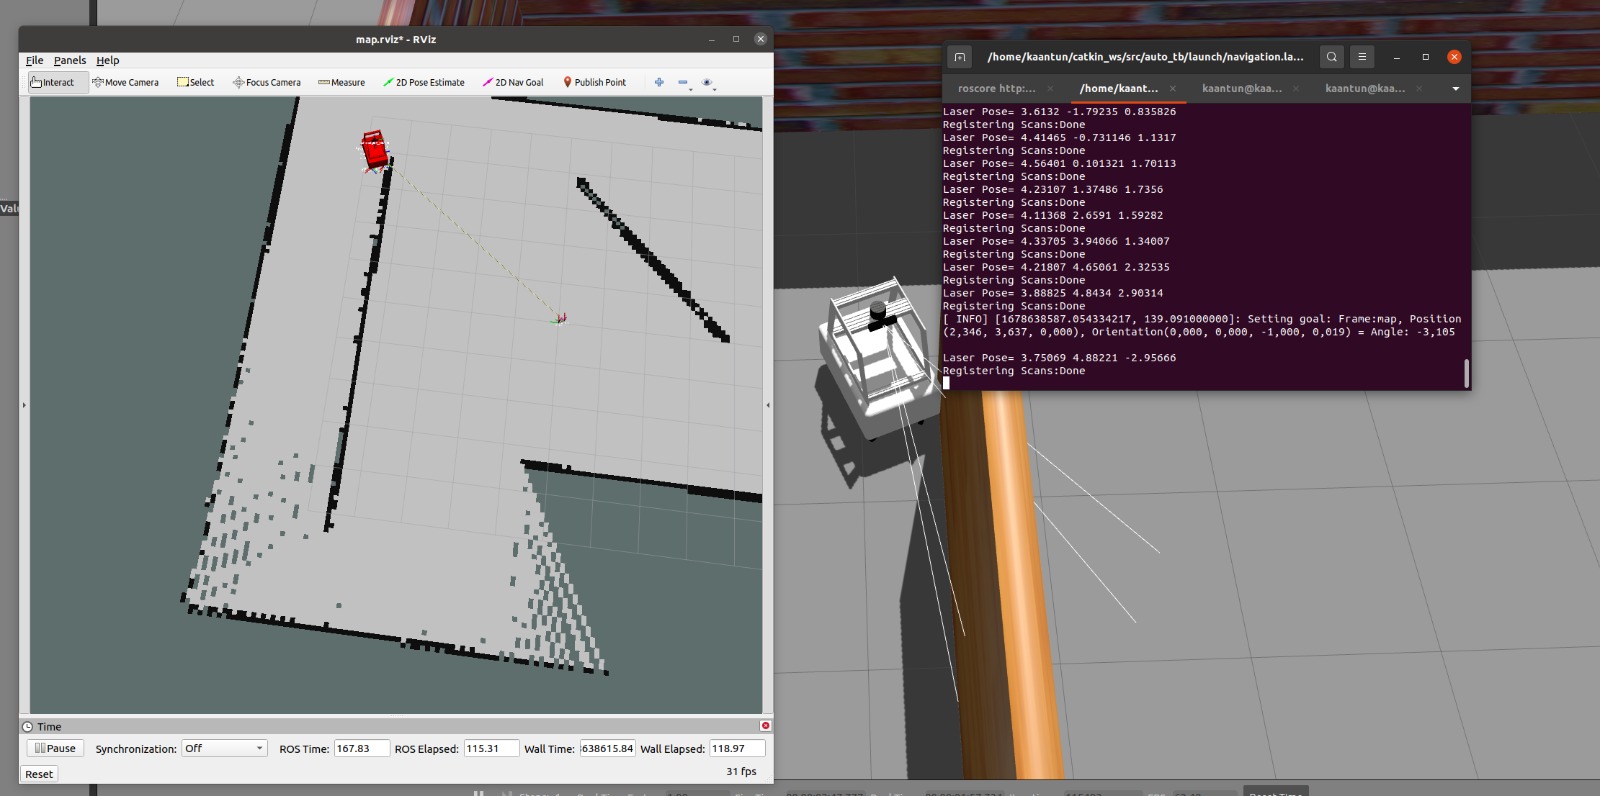 map.rviz* - RViz
File Panels Help
Interact Move Camera Select Focus Camera Measure 2D Pose Estimate 2D Nav Goal Publish Point
Time
Pause Synchronization: Off ROS Time: 167.83 ROS Elapsed: 115.31 Wall Time: 638615.84 Wall Elapsed: 118.97
Reset
31 fps
/home/kaantun/catkin_ws/src/auto_tb/launch/navigation.la...
roscore http:... /home/kaant... kaantun@kaa... kaantun@kaa...
Laser Pose= 3.6132 -1.79235 0.835826
Registering Scans:Done
Laser Pose= 4.41465 -0.731146 1.1317
Registering Scans:Done
Laser Pose= 4.56401 0.101321 1.70113
Registering Scans:Done
Laser Pose= 4.23107 1.37486 1.7356
Registering Scans:Done
Laser Pose= 4.11368 2.6591 1.59282
Registering Scans:Done
Laser Pose= 4.33705 3.94066 1.34007
Registering Scans:Done
Laser Pose= 4.21807 4.65061 2.32535
Registering Scans:Done
Laser Pose= 3.88825 4.8434 2.90314
Registering Scans:Done
[ INFO] [1678638587.054334217, 139.091000000]: Setting goal: Frame:map, Position
(2,346, 3,637, 0,000), Orientation(0,000, 0,000, -1,000, 0,019) = Angle: -3,105
Laser Pose= 3.75069 4.88221 -2.95666
Registering Scans:Done